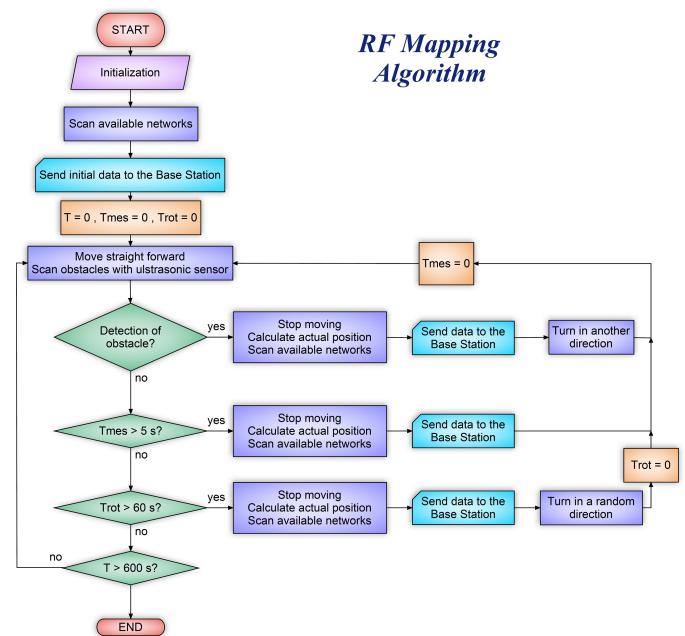 RF Mapping
Algorithm
START
Initialization
Scan available networks
Send initial data to the Base Station
T = 0 , Tmes = 0 , Trot = 0
Move straight forward
Scan obstacles with ulstrasonic sensor
Tmes = 0
Detection of
obstacle?
yes
Stop moving
Calculate actual position
Scan available networks
Send data to the
Base Station
Turn in another
direction
no
Tmes > 5 s?
yes
Stop moving
Calculate actual position
Scan available networks
Send data to the
Base Station
no
Trot = 0
Trot > 60 s?
yes
Stop moving
Calculate actual position
Scan available networks
Send data to the
Base Station
Turn in a random
direction
no
T > 600 s?
no
END